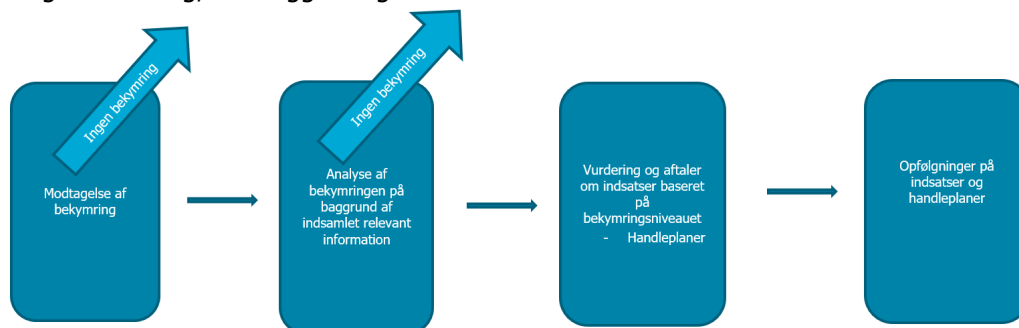 Ingen bekymring
Modtagelse af
bekymring
Ingen bekymring
Analyse af
bekymringen på
baggrund af
indsamlet relevant
information
Vurdering og aftaler
om indsatser baseret
på
bekymringsniveauet
- Handleplaner
Opfølgninger på
indsatser og
handleplaner